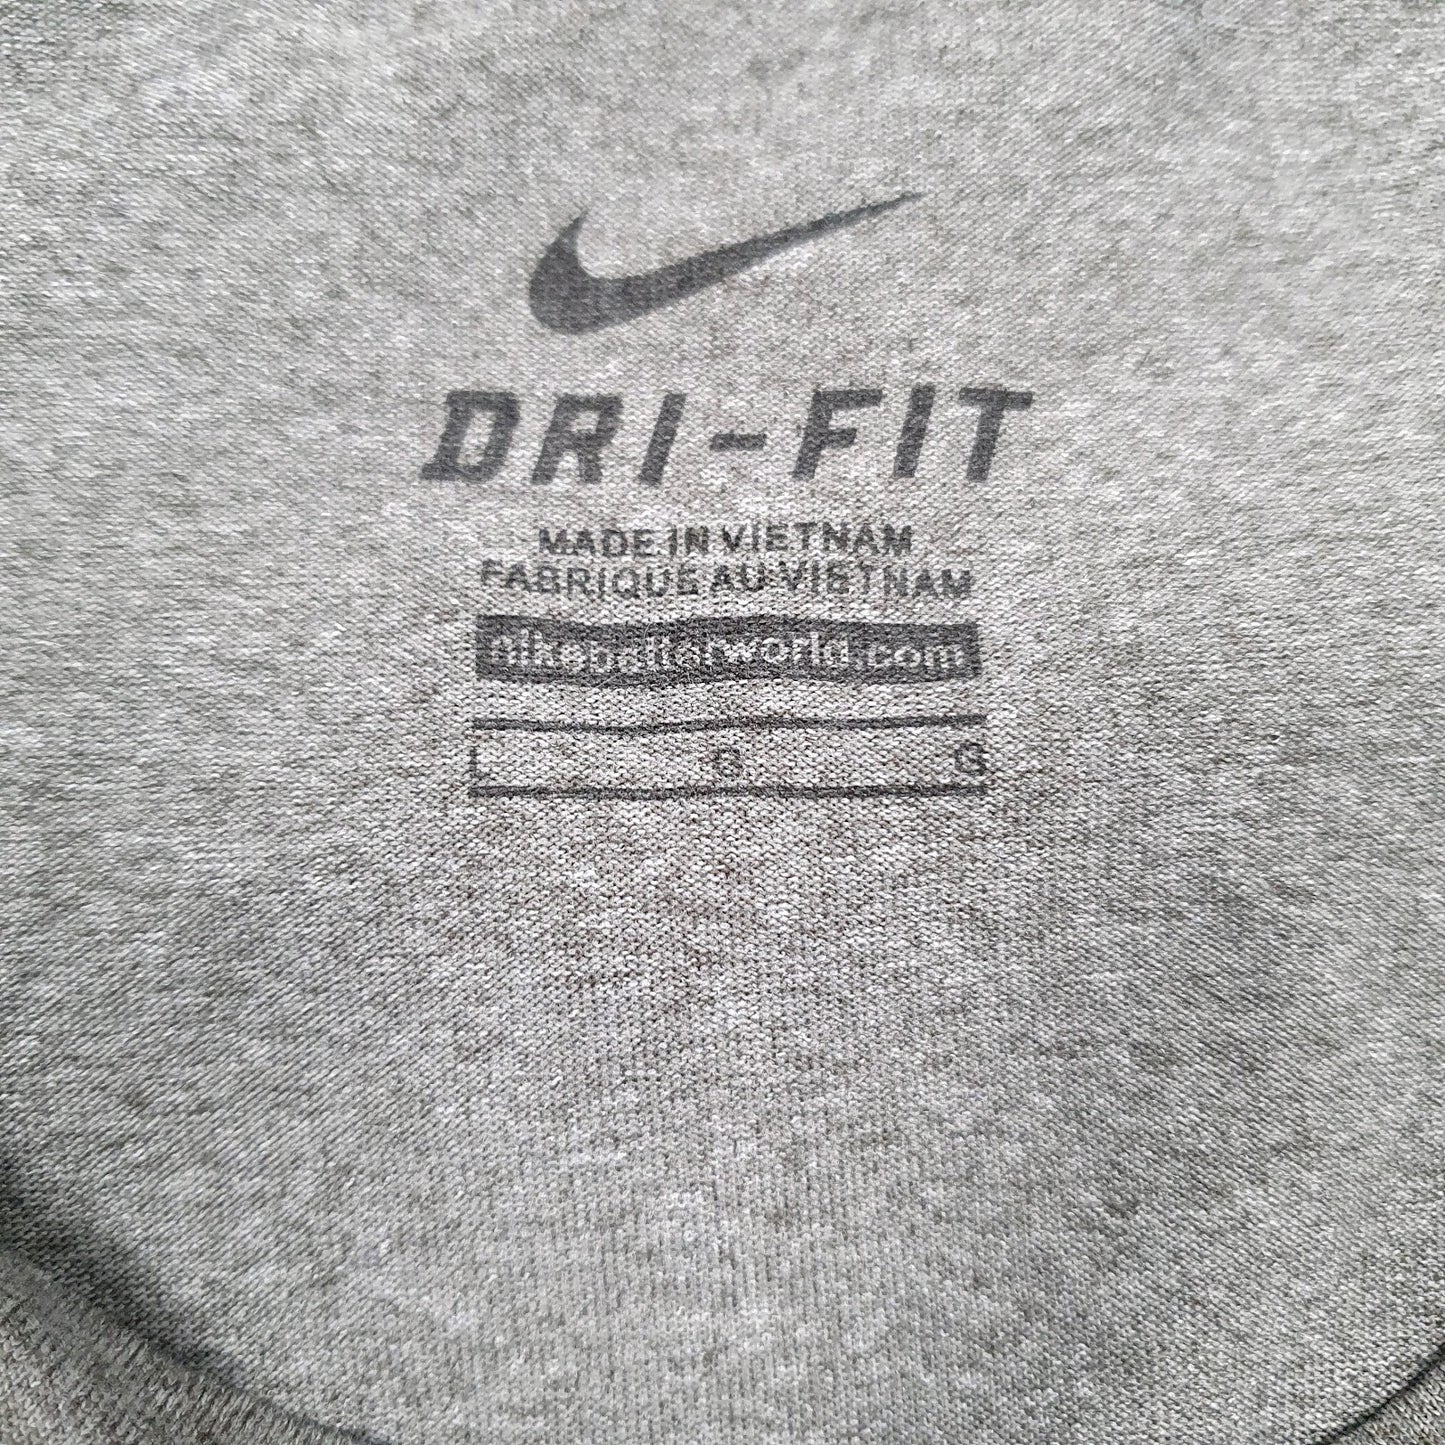 DRI-FIT
MADE IN VIETNAM
FABRIQUE AU VIETNAM
nikebetterworld.com
L G G